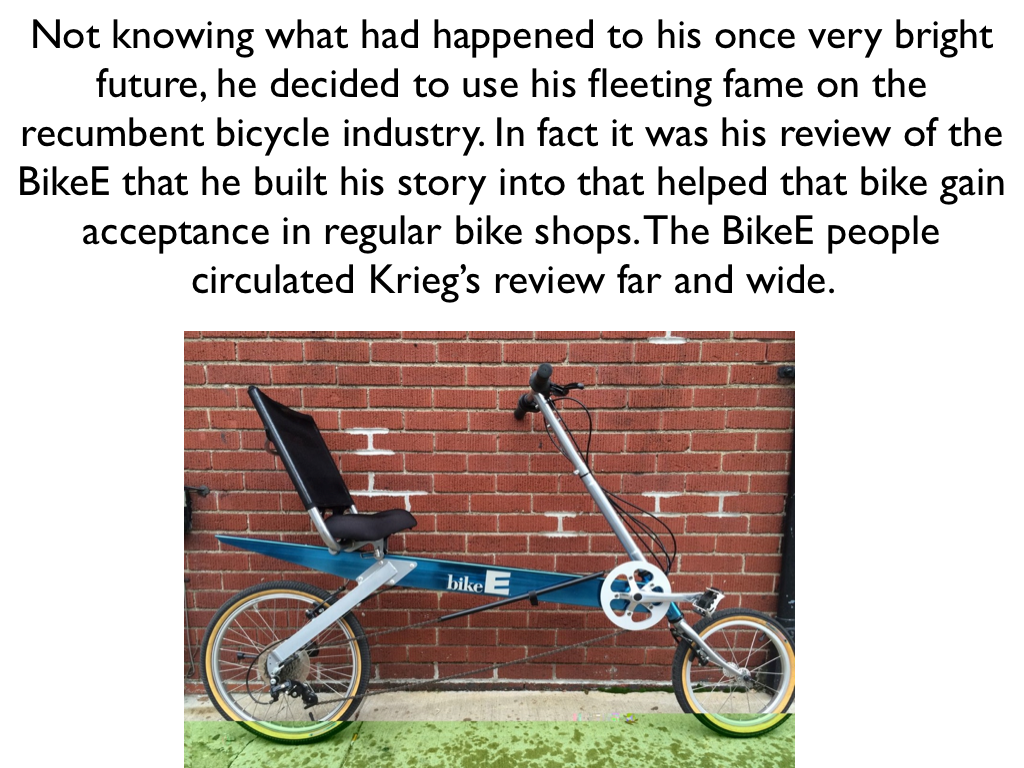 Not knowing what had happened to his once very bright
future, he decided to use his fleeting fame on the
recumbent bicycle industry. In fact it was his review of the
BikeE that he built his story into that helped that bike gain
acceptance in regular bike shops. The BikeE people
circulated Krieg’s review far and wide.
bikeE